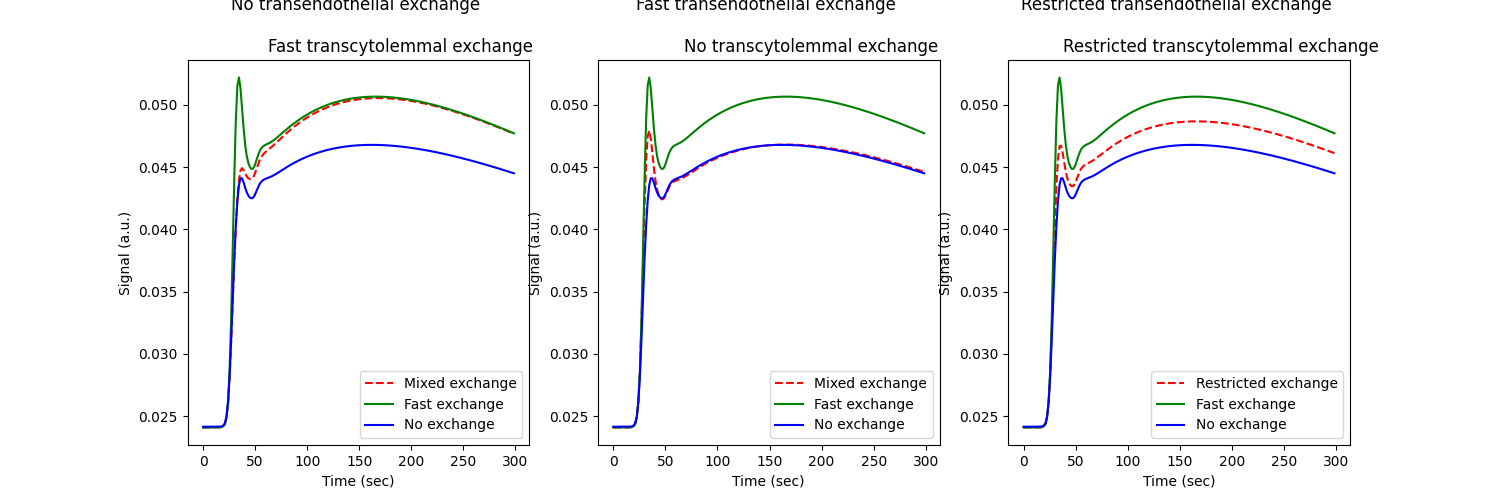 No transendothelial exchange
Fast transcytolemmal exchange
Signal (a.u.)
0.050
0.045
0.040
0.035
0.030
0.025
0 50 100 150 200 250 300
Time (sec)
Mixed exchange
Fast exchange
No exchange
Fast transendothelial exchange
No transcytolemmal exchange
Signal (a.u.)
0.050
0.045
0.040
0.035
0.030
0.025
0 50 100 150 200 250 300
Time (sec)
Mixed exchange
Fast exchange
No exchange
Restricted transendothelial exchange
Restricted transcytolemmal exchange
Signal (a.u.)
0.050
0.045
0.040
0.035
0.030
0.025
0 50 100 150 200 250 300
Time (sec)
Restricted exchange
Fast exchange
No exchange